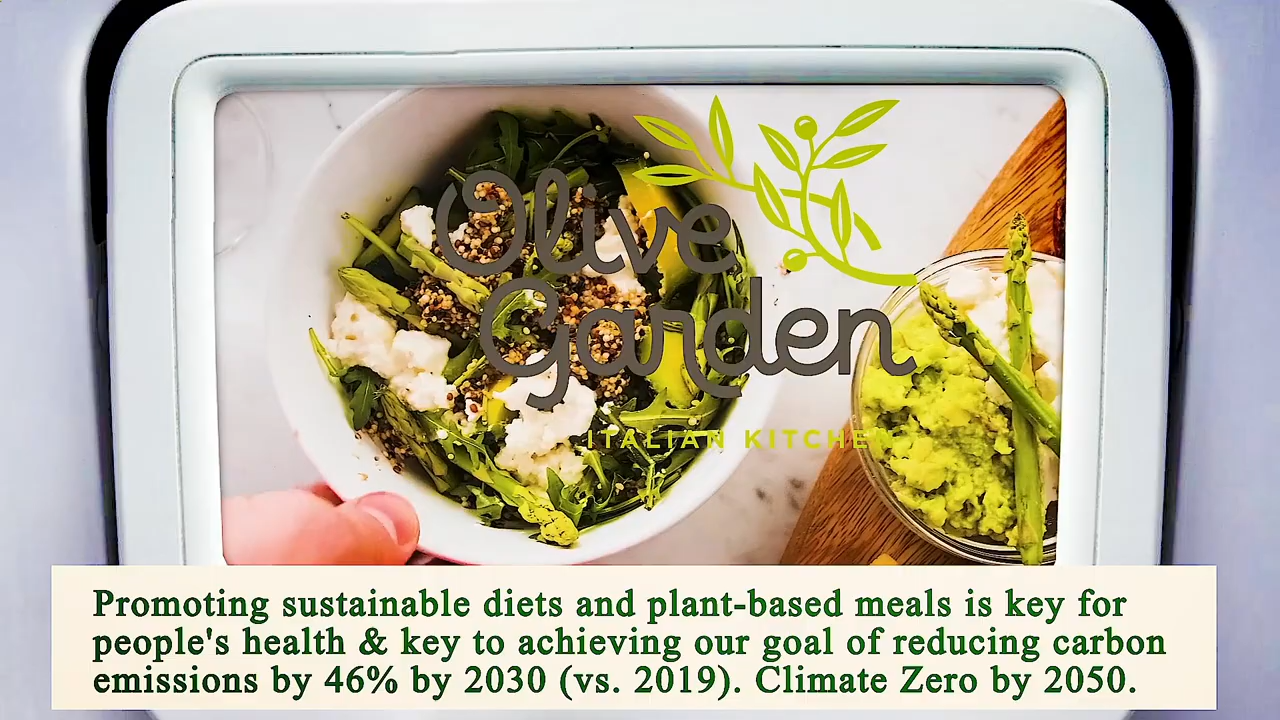 Olive
Garden
ITALIAN KITCHEN
Promoting sustainable diets and plant-based meals is key for
people's health & key to achieving our goal of reducing carbon
emissions by 46% by 2030 (vs. 2019). Climate Zero by 2050.